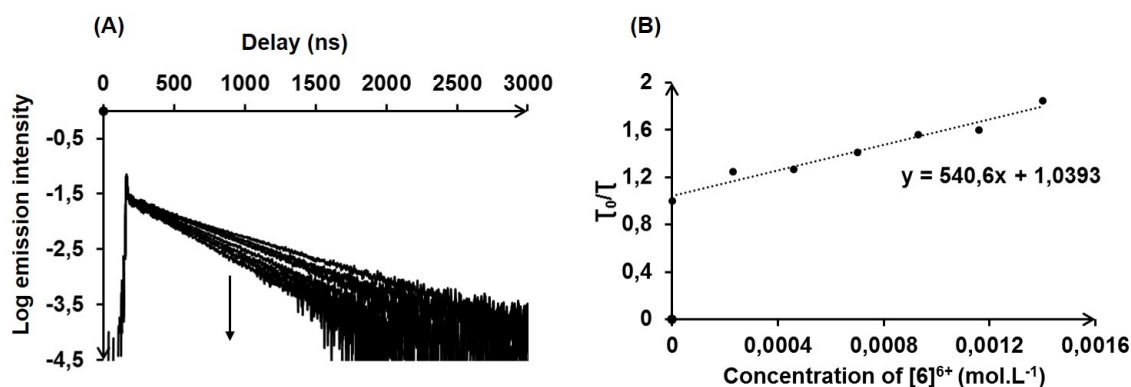 (A)
Delay (ns)
0 500 1000 1500 2000 2500 3000
Log emission intensity
-0,5
-1,5
-2,5
-3,5
-4,5
(B)
τ₀/τ
2
1,6
1,2
0,8
0,4
0
y = 540,6x + 1,0393
0 0,0004 0,0008 0,0012 0,0016
Concentration of [6]⁶⁺ (mol.L⁻¹)